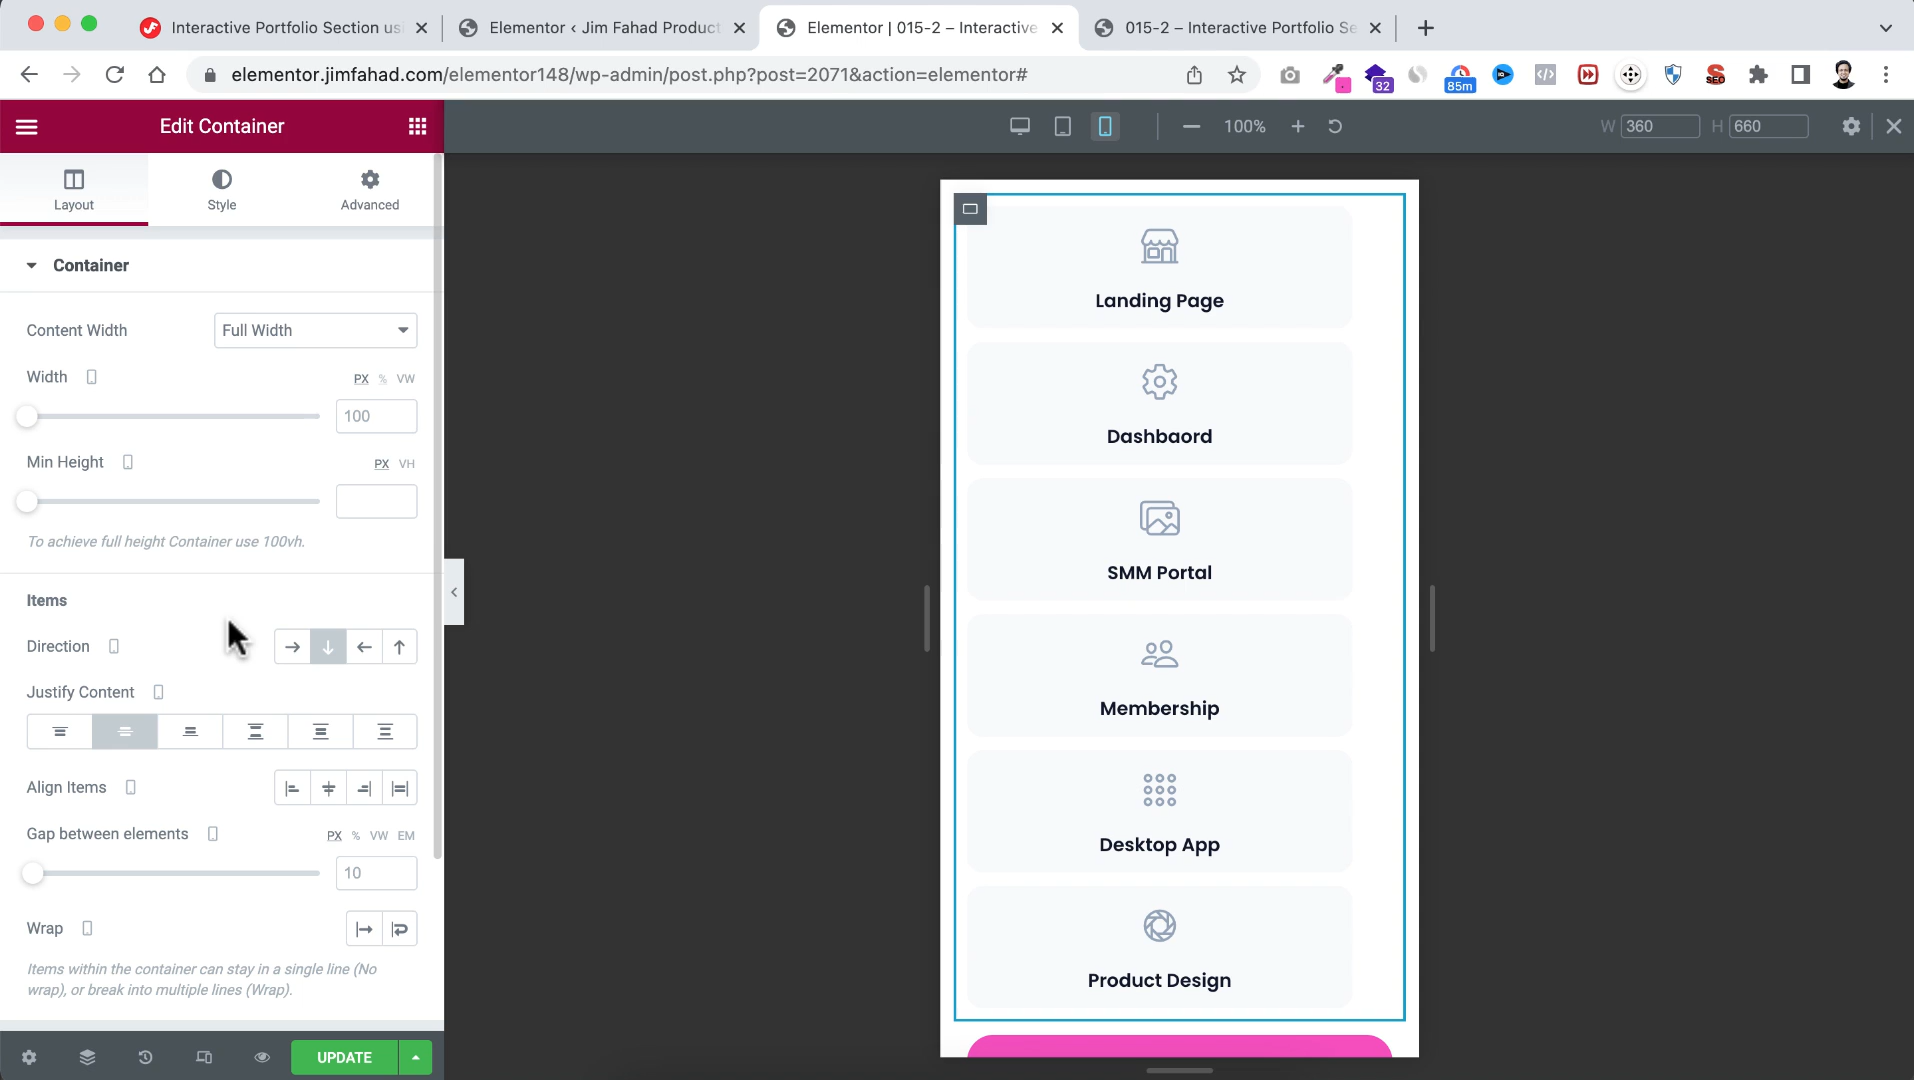 Interactive Portfolio Section us
Elementor ‹ Jim Fahad Product
Elementor | 015-2 – Interactive
015-2 – Interactive Portfolio Se
elementor.jimfahad.com/elementor148/wp-admin/post.php?post=2071&action=elementor#
32
85m
SEO
Edit Container
100%
W 360
H 660
Layout
Style
Advanced
Container
Content Width
Full Width
Width
PX % VW
100
Min Height
PX VH
To achieve full height Container use 100vh.
Items
Direction
Justify Content
Align Items
Gap between elements
PX % VW EM
10
Wrap
Items within the container can stay in a single line (No
wrap), or break into multiple lines (Wrap).
UPDATE
Landing Page
Dashbaord
SMM Portal
Membership
Desktop App
Product Design